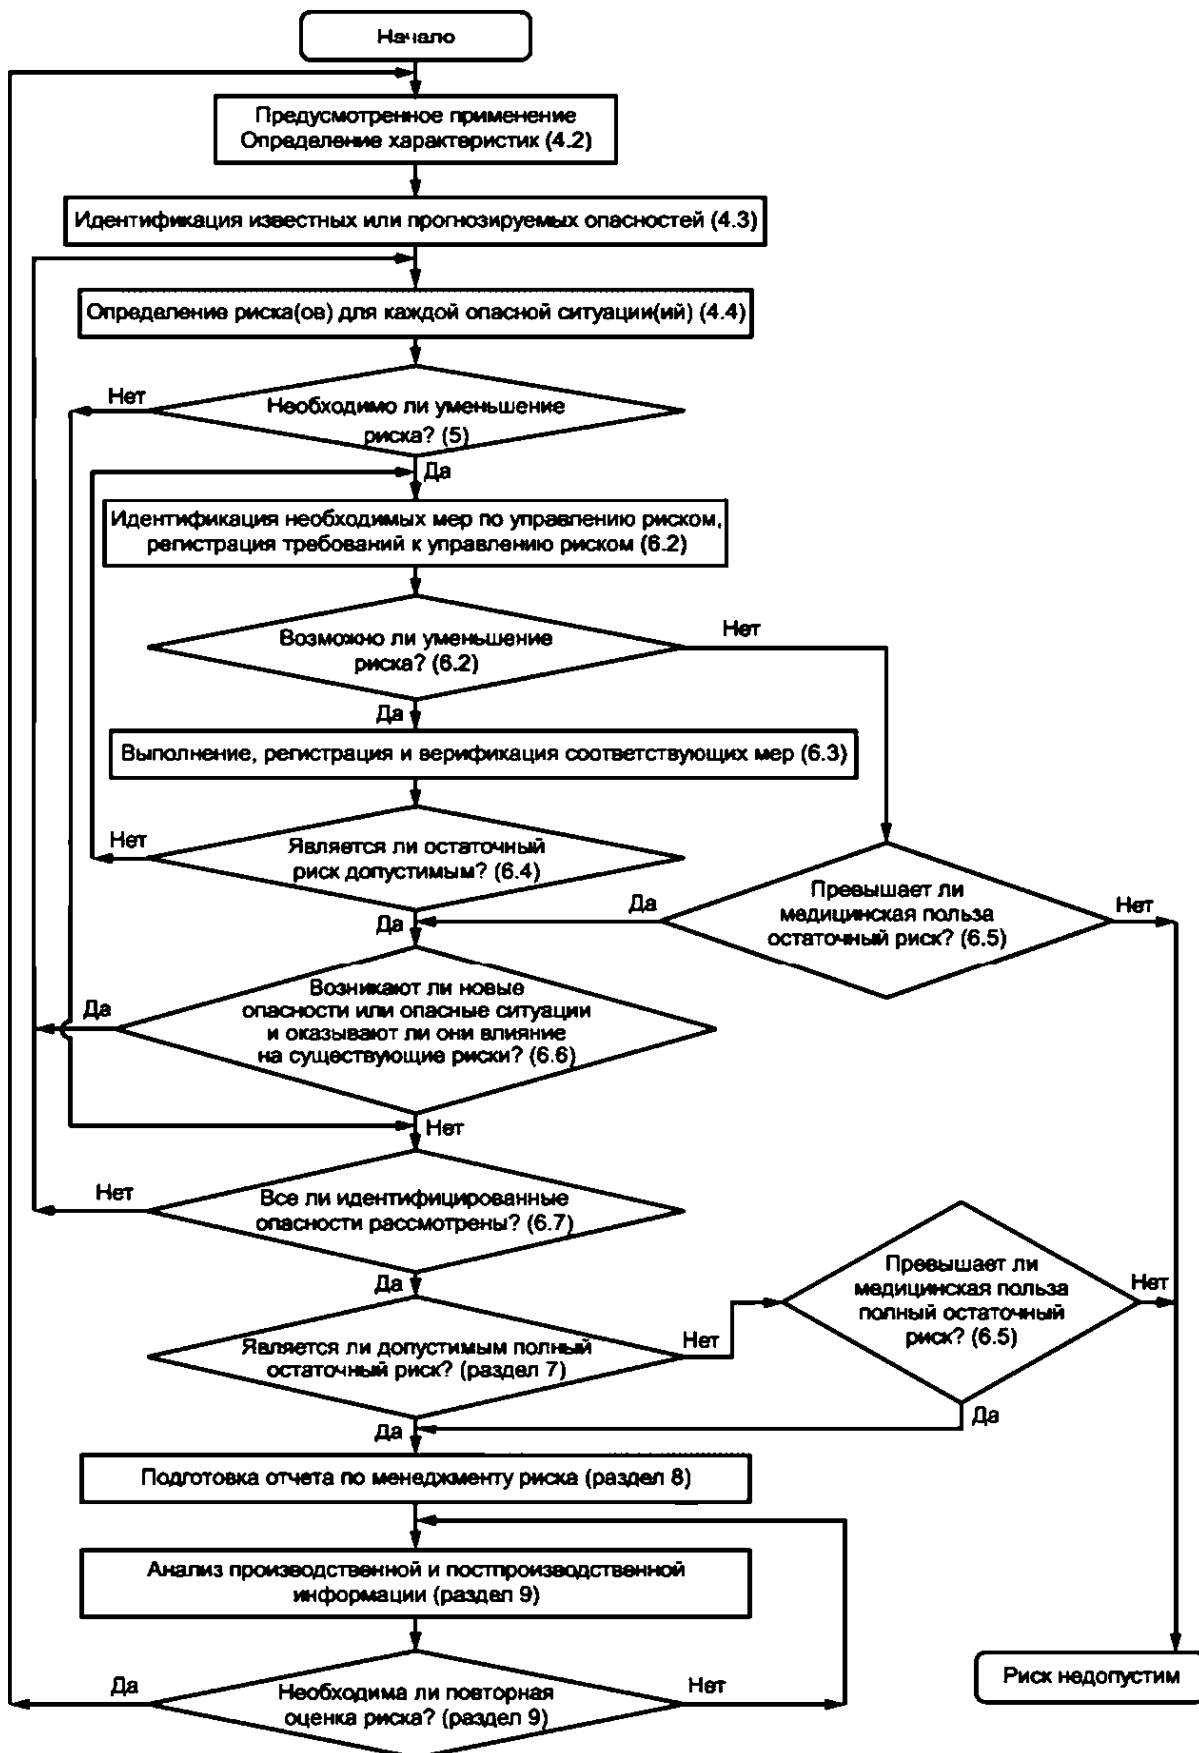 Начало
Предусмотренное применение
Определение характеристик (4.2)
Идентификация известных или прогнозируемых опасностей (4.3)
Определение риска(ов) для каждой опасной ситуации(ий) (4.4)
Нет
Необходимо ли уменьшение
риска? (5)
Да
Идентификация необходимых мер по управлению риском,
регистрация требований к управлению риском (6.2)
Возможно ли уменьшение
риска? (6.2)
Нет
Да
Выполнение, регистрация и верификация соответствующих мер (6.3)
Нет
Является ли остаточный
риск допустимым? (6.4)
Да
Превышает ли
медицинская польза
остаточный риск? (6.5)
Да
Нет
Возникают ли новые
опасности или опасные ситуации
и оказывают ли они влияние
на существующие риски? (6.6)
Да
Нет
Все ли идентифицированные
опасности рассмотрены? (6.7)
Нет
Да
Является ли допустимым полный
остаточный риск? (раздел 7)
Нет
Превышает ли
медицинская польза
полный остаточный
риск? (6.5)
Нет
Да
Да
Подготовка отчета по менеджменту риска (раздел 8)
Анализ производственной и постпроизводственной
информации (раздел 9)
Да
Необходима ли повторная
оценка риска? (раздел 9)
Нет
Риск недопустим